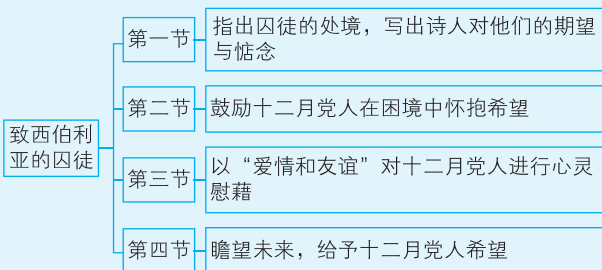 第一节
指出囚徒的处境，写出诗人对他们的期望
与惦念
第二节
鼓励十二月党人在困境中怀抱希望
致西伯利
亚的囚徒
第三节
以“爱情和友谊”对十二月党人进行心灵
慰藉
第四节
瞻望未来，给予十二月党人希望